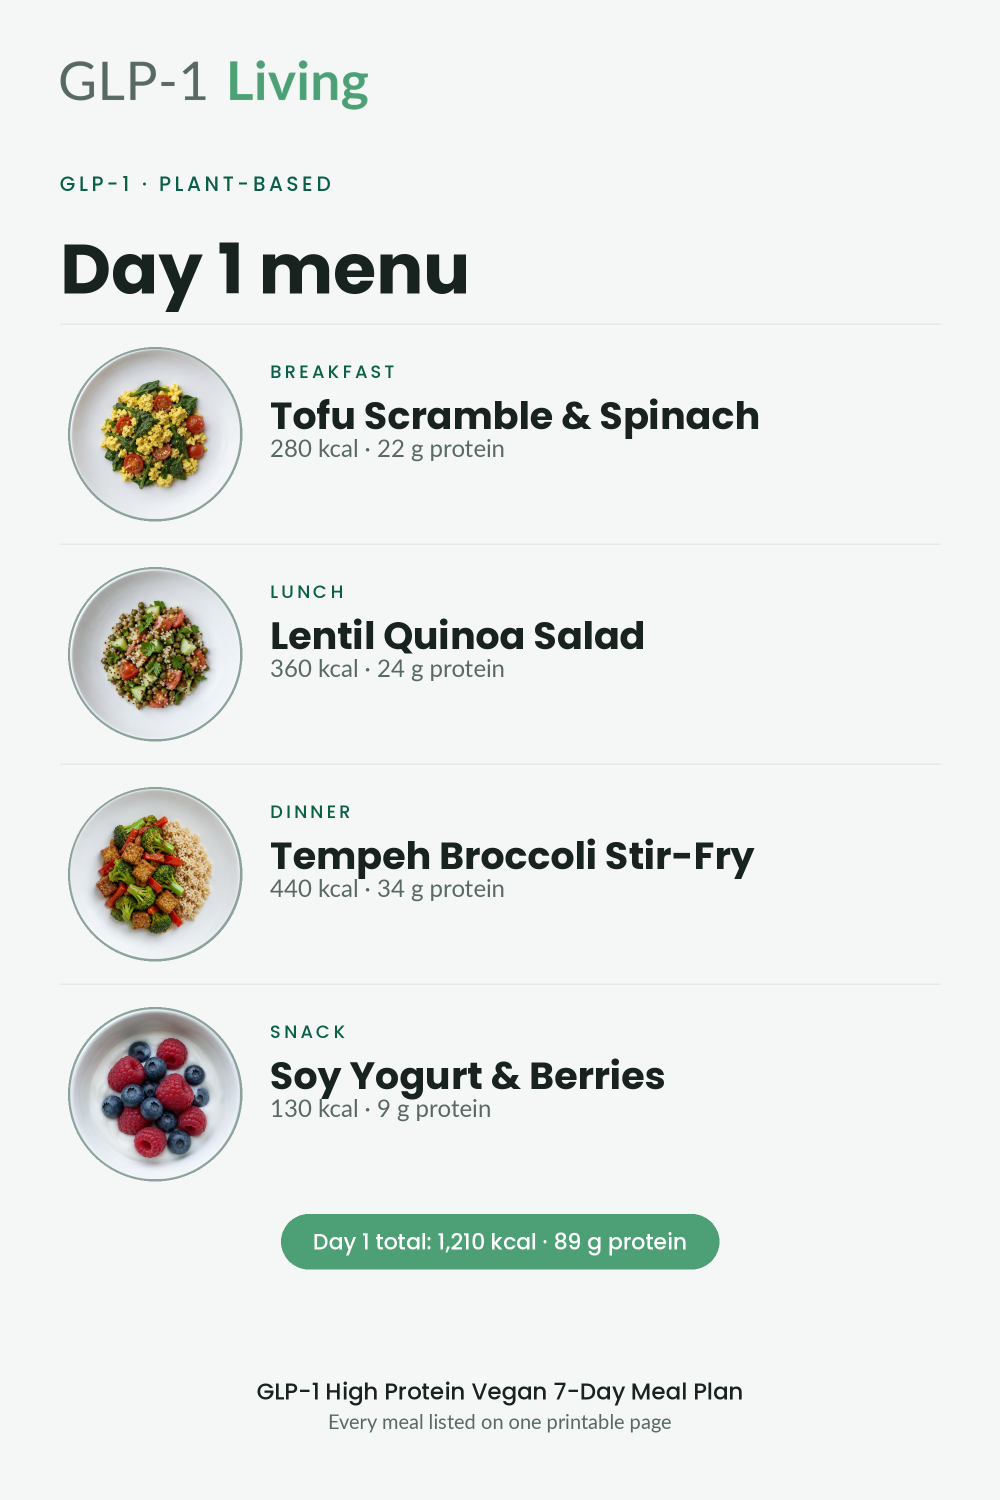 GLP-1 Living
GLP-1 · PLANT-BASED
Day 1 menu
BREAKFAST
Tofu Scramble & Spinach
280 kcal · 22 g protein
LUNCH
Lentil Quinoa Salad
360 kcal · 24 g protein
DINNER
Tempeh Broccoli Stir-Fry
440 kcal · 34 g protein
SNACK
Soy Yogurt & Berries
130 kcal · 9 g protein
Day 1 total: 1,210 kcal · 89 g protein
GLP-1 High Protein Vegan 7-Day Meal Plan
Every meal listed on one printable page